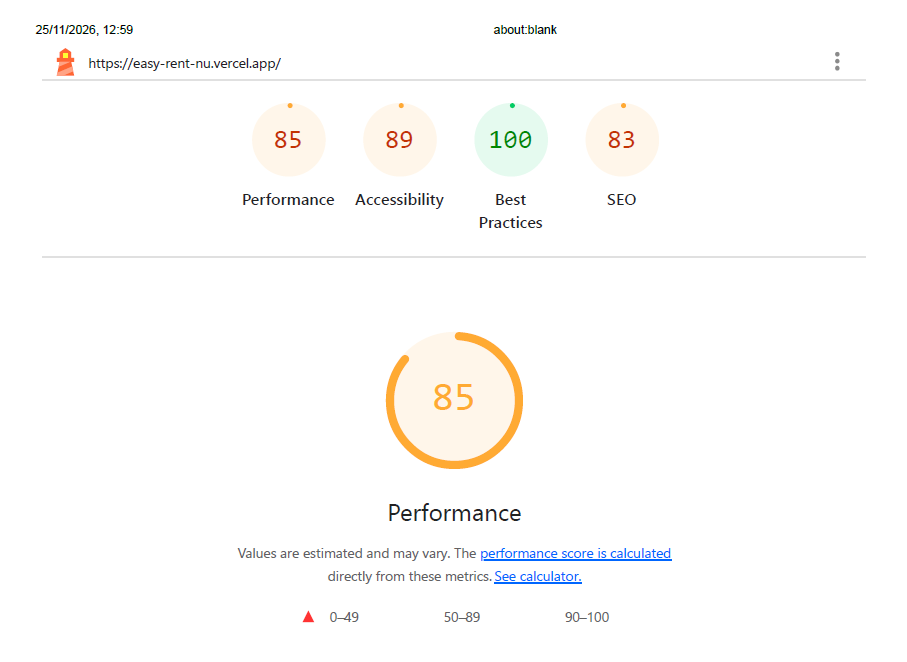 25/11/2026, 12:59 about:blank
https://easy-rent-nu.vercel.app/
85 89 100 83
Performance Accessibility Best Practices SEO
85
Performance
Values are estimated and may vary. The performance score is calculated
directly from these metrics. See calculator.
0–49 50–89 90–100